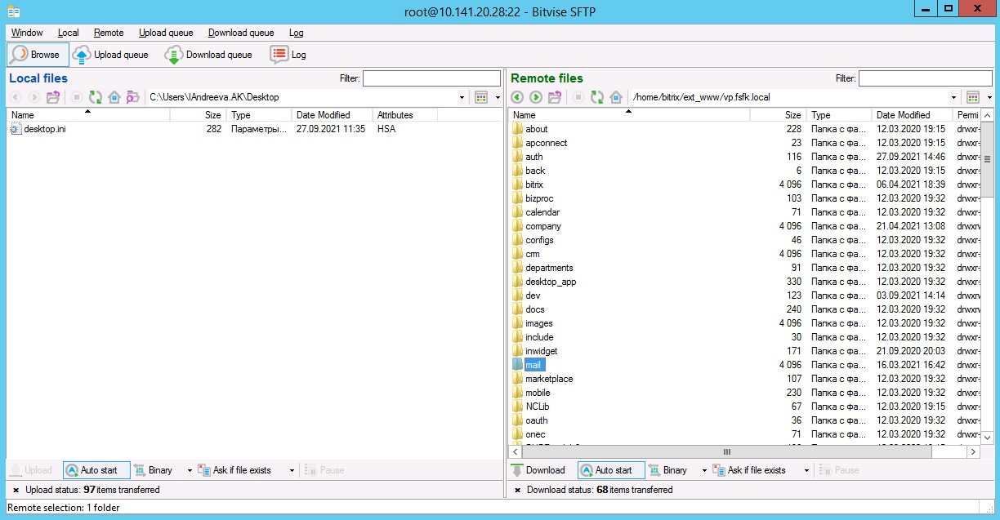 root@10.141.20.28:22 - Bitvise SFTP
Window Local Remote Upload queue Download queue Log
Browse Upload queue Download queue Log
Local files Filter:
C:\Users\IAndreeva.AK\Desktop
Name Size Type Date Modified Attributes
desktop.ini 282 Параметры... 27.09.2021 11:35 HSA
Upload Auto start Binary Ask if file exists Pause
Upload status: 97 items transferred
Remote files Filter:
/home/bitrix/ext_www/vp.fsfk.local
Name Size Type Date Modified Permi
about 228 Папка с фа... 12.03.2020 19:15 drwxr-
apconnect 23 Папка с фа... 12.03.2020 19:15 drwxr-
auth 116 Папка с фа... 27.09.2021 14:46 drwxr-
back 6 Папка с фа... 12.03.2020 19:15 drwxr-
bitrix 4 096 Папка с фа... 06.04.2021 18:39 drwxr-
bizproc 103 Папка с фа... 12.03.2020 19:32 drwxr-
calendar 71 Папка с фа... 12.03.2020 19:32 drwxr-
company 4 096 Папка с фа... 21.04.2021 13:08 drwxrw
configs 46 Папка с фа... 12.03.2020 19:32 drwxr-
crm 4 096 Папка с фа... 12.03.2020 19:32 drwxr-
departments 91 Папка с фа... 12.03.2020 19:32 drwxr-
desktop_app 330 Папка с фа... 12.03.2020 19:32 drwxr-
dev 123 Папка с фа... 03.09.2021 14:14 drwxrw
docs 240 Папка с фа... 12.03.2020 19:32 drwxr-
images 4 096 Папка с фа... 12.03.2020 19:32 drwxr-
include 30 Папка с фа... 12.03.2020 19:32 drwxr-
inwidget 171 Папка с фа... 21.09.2020 20:03 drwxr-
mail 4 096 Папка с фа... 16.03.2021 16:42 drwxr-
marketplace 107 Папка с фа... 12.03.2020 19:32 drwxr-
mobile 230 Папка с фа... 12.03.2020 19:32 drwxr-
NCLib 67 Папка с фа... 12.03.2020 19:15 drwxr-
oauth 36 Папка с фа... 12.03.2020 19:32 drwxr-
onec 71 Папка с фа... 12.03.2020 19:32 drwxr-
Download Auto start Binary Ask if file exists Pause
Download status: 68 items transferred
Remote selection: 1 folder